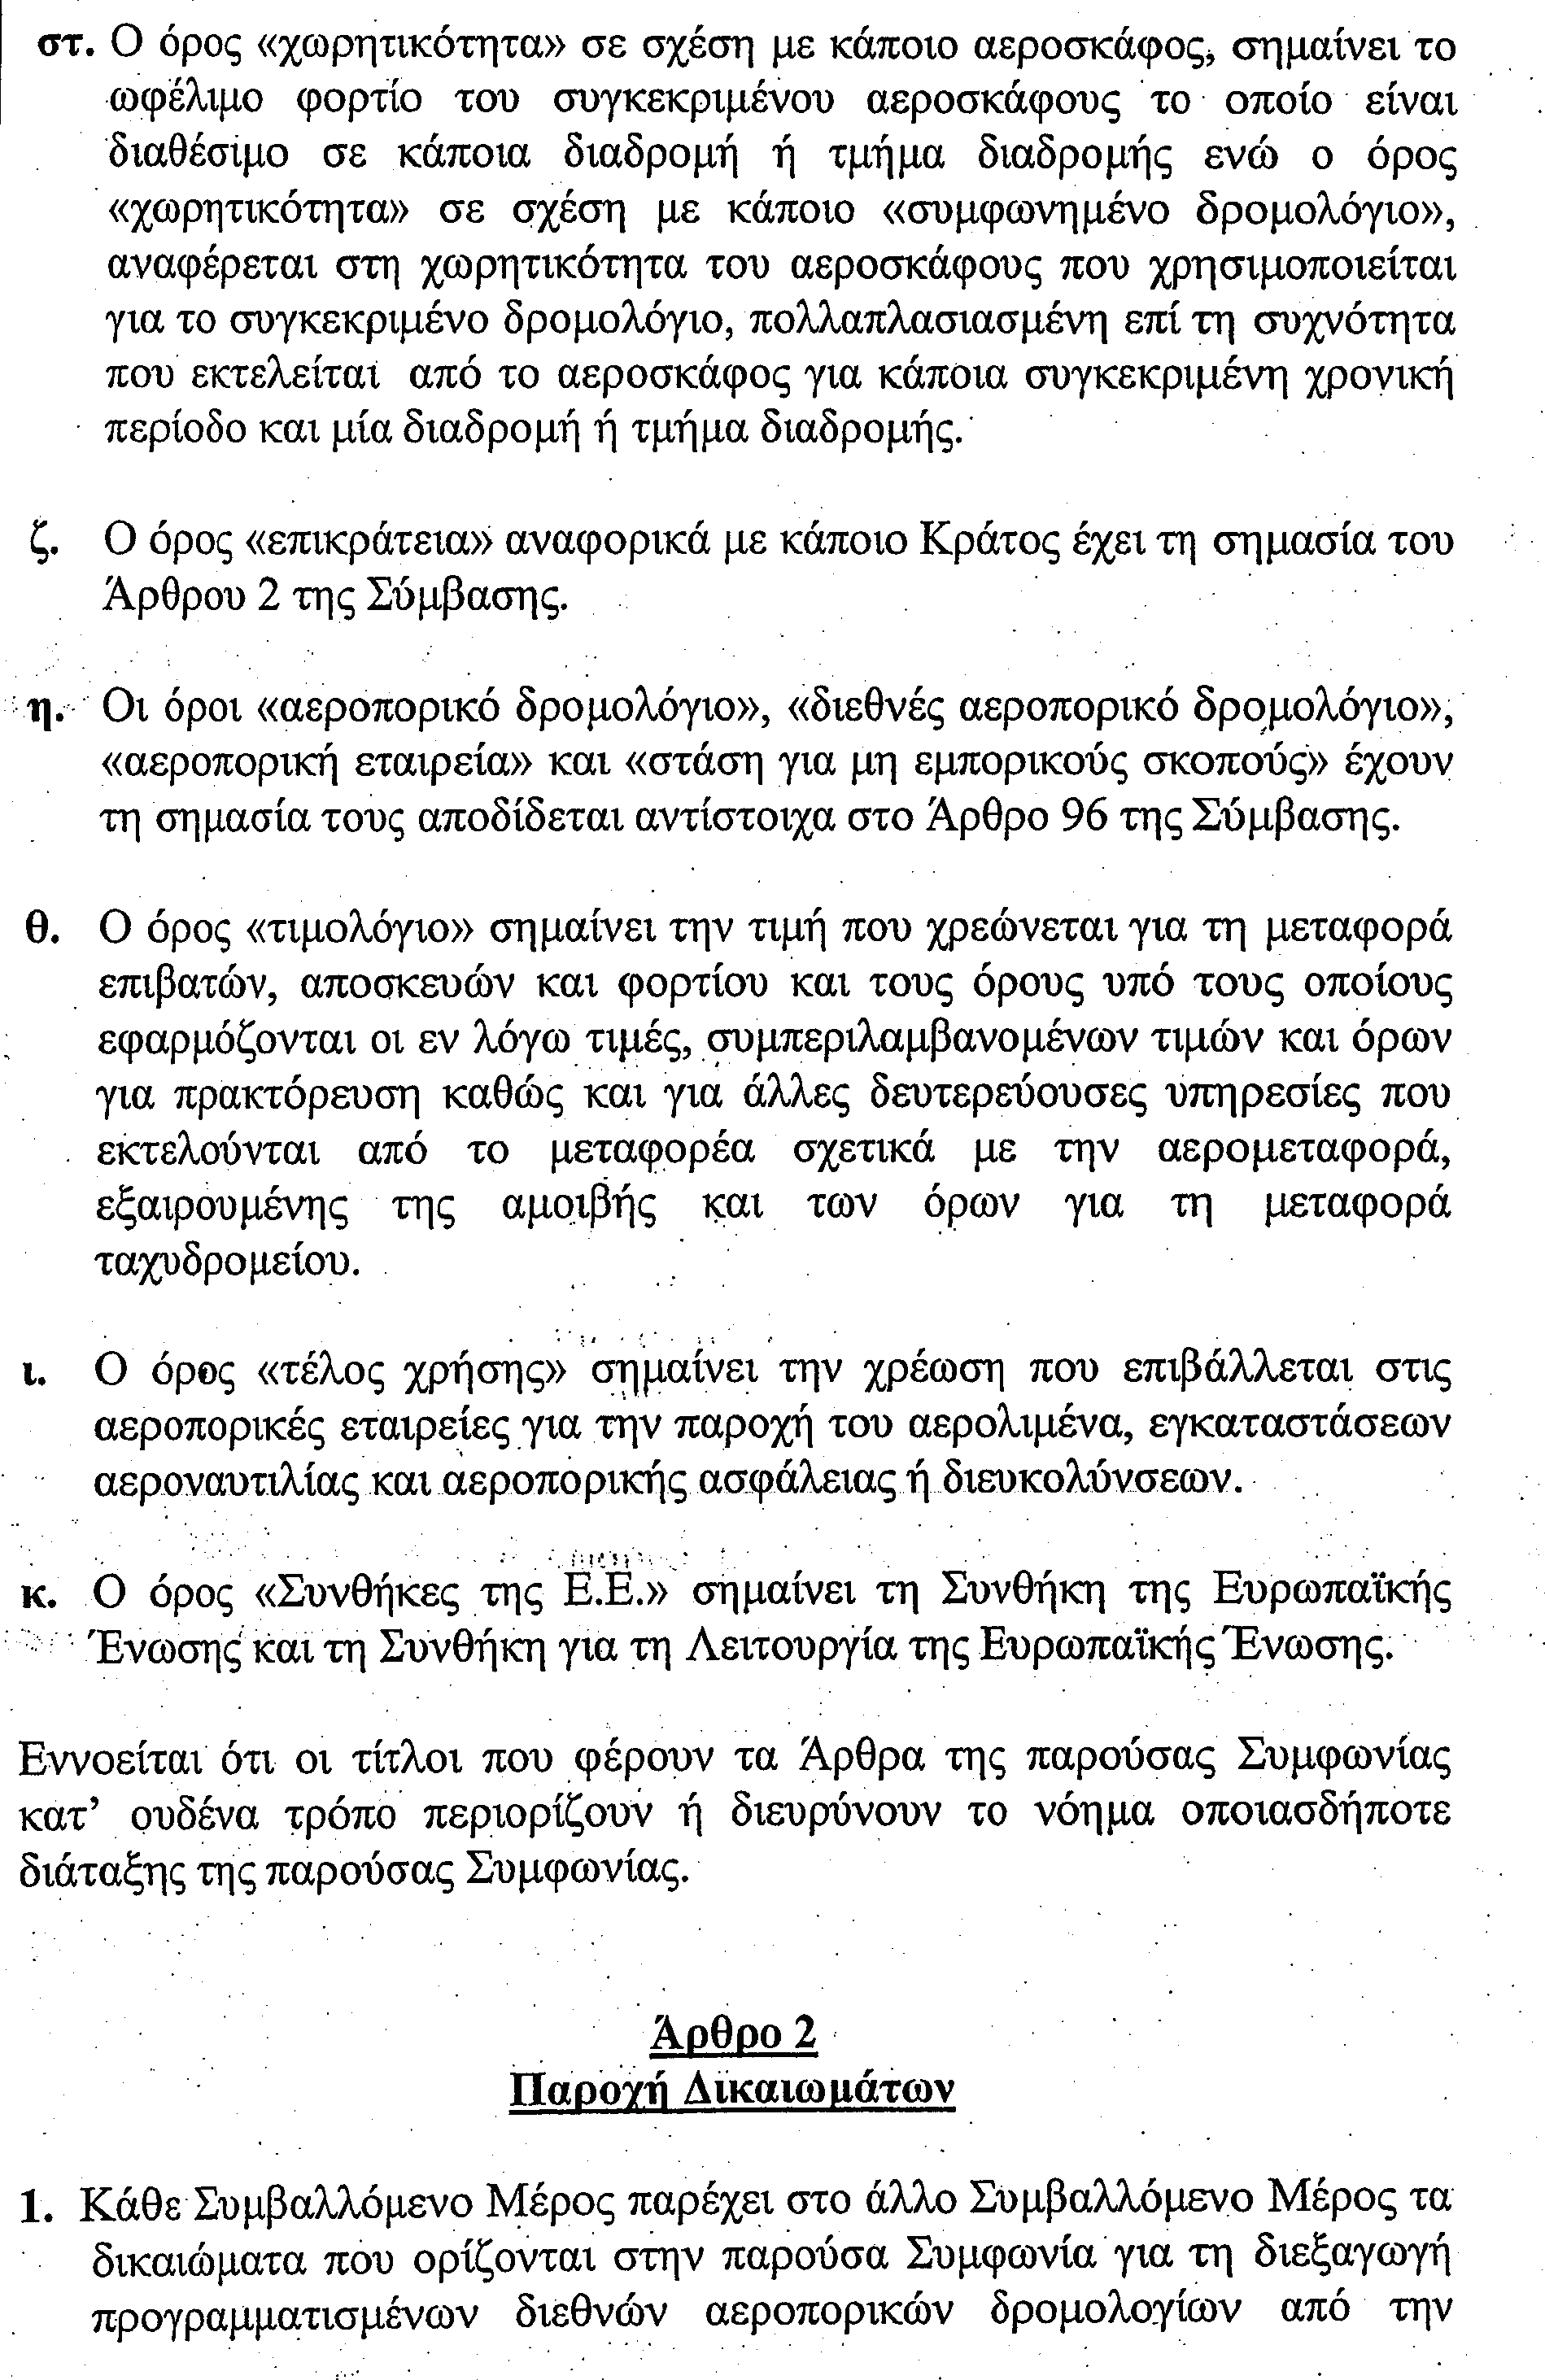 στ. Ο όρος «χωρητικότητα» σε σχέση με κάποιο αεροσκάφος, σημαίνει το
ωφέλιμο φορτίο του συγκεκριμένου αεροσκάφους το οποίο είναι
διαθέσιμο σε κάποια διαδρομή ή τμήμα διαδρομής ενώ ο όρος
«χωρητικότητα» σε σχέση με κάποιο «συμφωνημένο δρομολόγιο»,
αναφέρεται στη χωρητικότητα του αεροσκάφους που χρησιμοποιείται
για το συγκεκριμένο δρομολόγιο, πολλαπλασιασμένη επί τη συχνότητα
που εκτελείται από το αεροσκάφος για κάποια συγκεκριμένη χρονική
περίοδο και μία διαδρομή ή τμήμα διαδρομής.
ζ. Ο όρος «επικράτεια» αναφορικά με κάποιο Κράτος έχει τη σημασία του
Άρθρου 2 της Σύμβασης.
η. Οι όροι «αεροπορικό δρομολόγιο», «διεθνές αεροπορικό δρομολόγιο»,
«αεροπορική εταιρεία» και «στάση για μη εμπορικούς σκοπούς» έχουν
τη σημασία τους αποδίδεται αντίστοιχα στο Άρθρο 96 της Σύμβασης.
θ. Ο όρος «τιμολόγιο» σημαίνει την τιμή που χρεώνεται για τη μεταφορά
επιβατών, αποσκευών και φορτίου και τους όρους υπό τους οποίους
εφαρμόζονται οι εν λόγω τιμές, συμπεριλαμβανομένων τιμών και όρων
για πρακτόρευση καθώς και για άλλες δευτερεύουσες υπηρεσίες που
εκτελούνται από το μεταφορέα σχετικά με την αερομεταφορά,
εξαιρουμένης της αμοιβής και των όρων για τη μεταφορά
ταχυδρομείου.
ι. Ο όρος «τέλος χρήσης» σημαίνει την χρέωση που επιβάλλεται στις
αεροπορικές εταιρείες για την παροχή του αερολιμένα, εγκαταστάσεων
αεροναυτιλίας και αεροπορικής ασφάλειας ή διευκολύνσεων.
κ. Ο όρος «Συνθήκες της Ε.Ε.» σημαίνει τη Συνθήκη της Ευρωπαϊκής
Ένωσης και τη Συνθήκη για τη Λειτουργία της Ευρωπαϊκής Ένωσης.
Εννοείται ότι οι τίτλοι που φέρουν τα Άρθρα της παρούσας Συμφωνίας
κατ’ ουδένα τρόπο περιορίζουν ή διευρύνουν το νόημα οποιασδήποτε
διάταξης της παρούσας Συμφωνίας.
Άρθρο 2
Παροχή Δικαιωμάτων
1. Κάθε Συμβαλλόμενο Μέρος παρέχει στο άλλο Συμβαλλόμενο Μέρος τα
δικαιώματα που ορίζονται στην παρούσα Συμφωνία για τη διεξαγωγή
προγραμματισμένων διεθνών αεροπορικών δρομολογίων από την